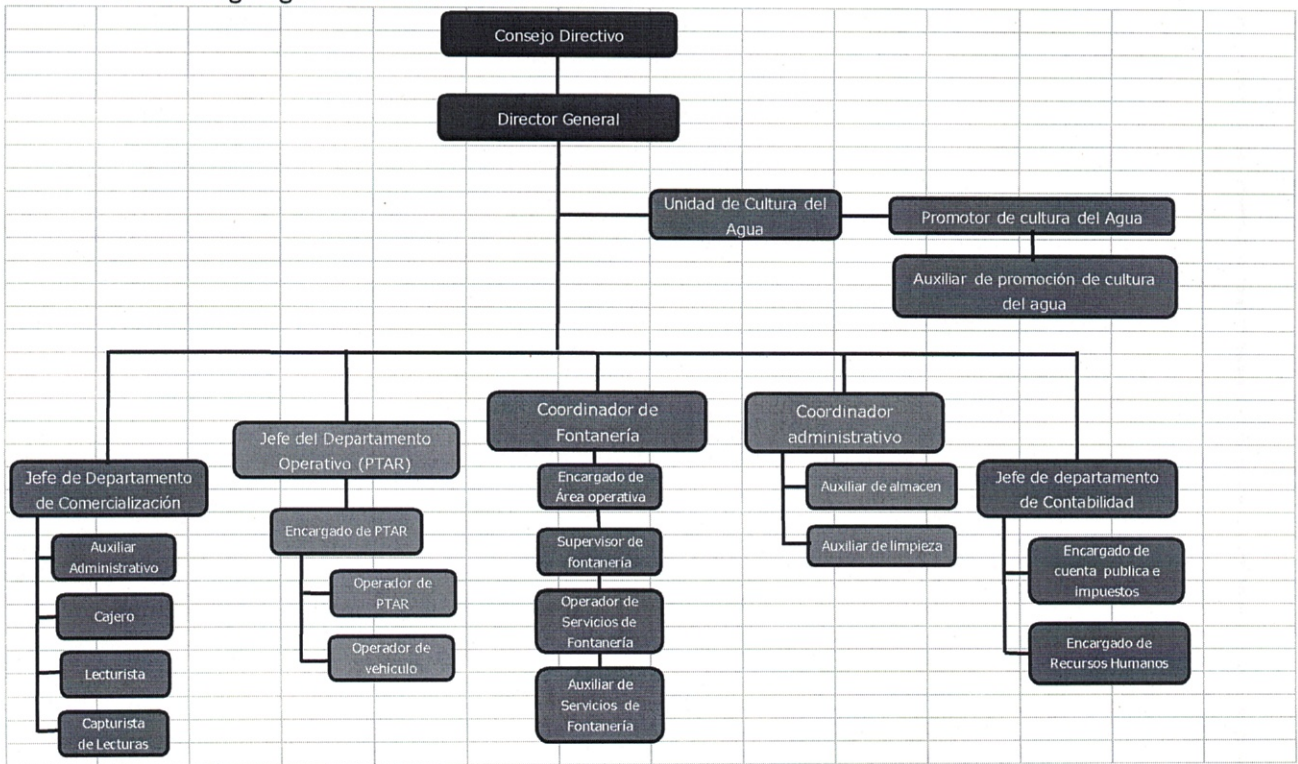 Consejo Directivo
Director General
Unidad de Cultura del
Agua
Promotor de cultura del Agua
Auxiliar de promoción de cultura
del agua
Jefe de Departamento
de Comercialización
Auxiliar
Administrativo
Cajero
Lecturista
Capturista
de Lecturas
Jefe del Departamento
Operativo (PTAR)
Encargado de PTAR
Operador de
PTAR
Operador de
vehículo
Coordinador de
Fontanería
Encargado de
Área operativa
Supervisor de
fontanería
Operador de
Servicios de
Fontanería
Auxiliar de
Servicios de
Fontanería
Coordinador
administrativo
Auxiliar de almacen
Auxiliar de limpieza
Jefe de departamento
de Contabilidad
Encargado de
cuenta publica e
impuestos
Encargado de
Recursos Humanos